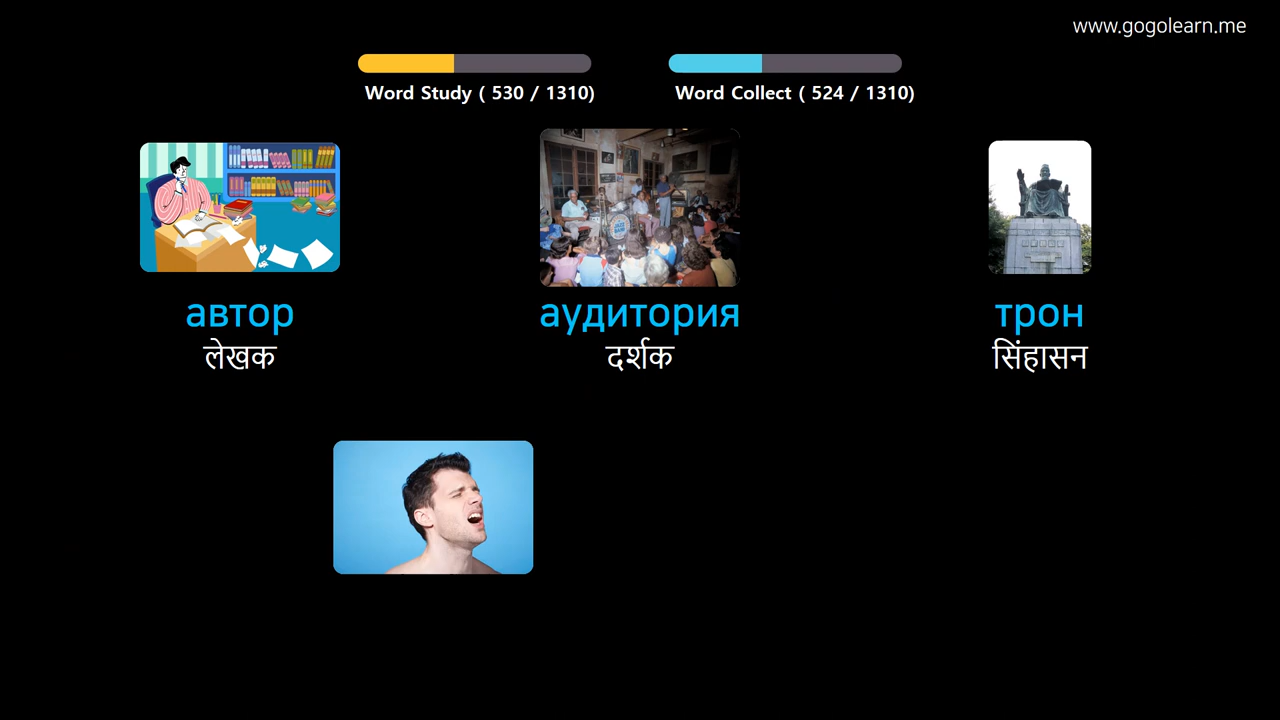 www.gogolearn.me
Word Study ( 530 / 1310)
Word Collect ( 524 / 1310)
автор
аудитория
трон
लेखक
दर्शक
सिंहासन